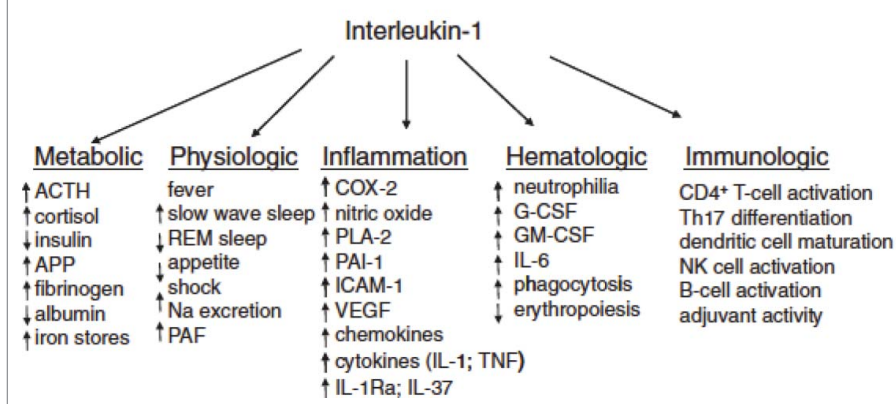 Interleukin-1
Metabolic
↑ ACTH
↑ cortisol
↓ insulin
↑ APP
↑ fibrinogen
↓ albumin
↑ iron stores
Physiologic
fever
↑ slow wave sleep
↓ REM sleep
↓ appetite
↑ shock
↑ Na excretion
↑ PAF
Inflammation
↑ COX-2
↑ nitric oxide
↑ PLA-2
↑ PAI-1
↑ ICAM-1
↑ VEGF
↑ chemokines
↑ cytokines (IL-1; TNF)
↑ IL-1Ra; IL-37
Hematologic
↑ neutrophilia
↑ G-CSF
↑ GM-CSF
↑ IL-6
↑ phagocytosis
↓ erythropoiesis
Immunologic
CD4⁺ T-cell activation
Th17 differentiation
dendritic cell maturation
NK cell activation
B-cell activation
adjuvant activity